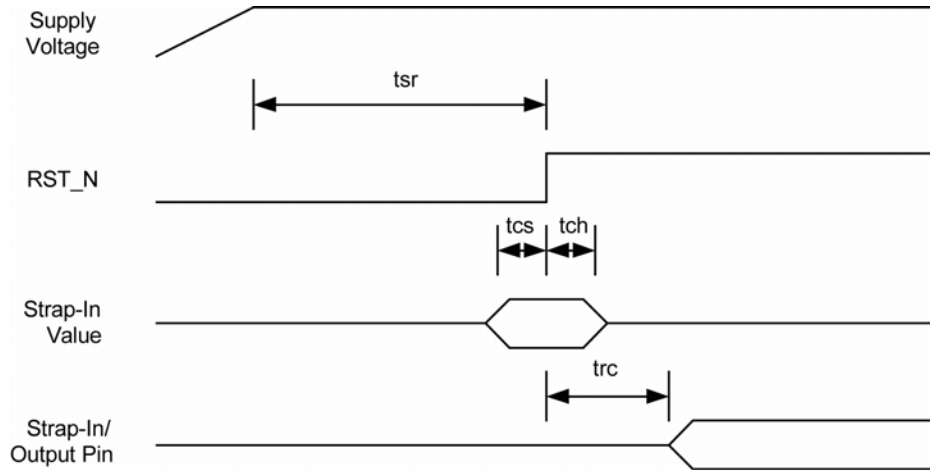 Supply
Voltage
tsr
RST_N
tcs
tch
Strap-In
Value
trc
Strap-In/
Output Pin